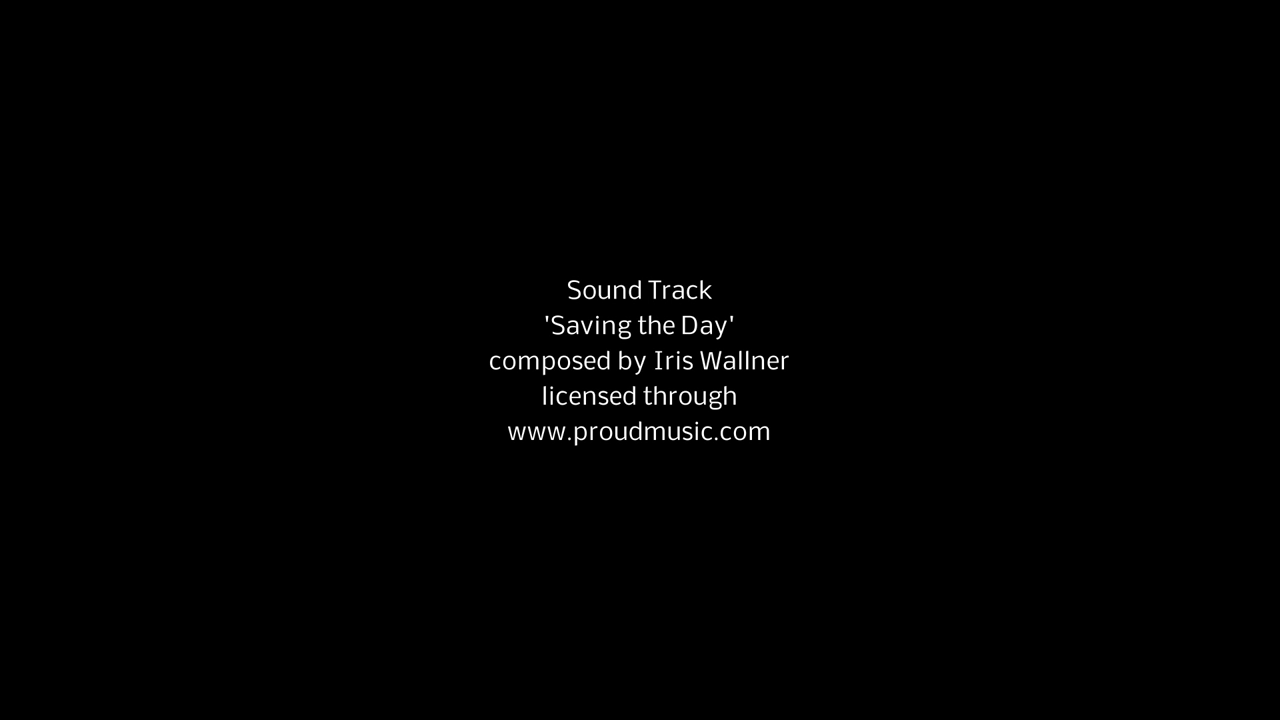 Sound Track
'Saving the Day'
composed by Iris Wallner
licensed through
www.proudmusic.com